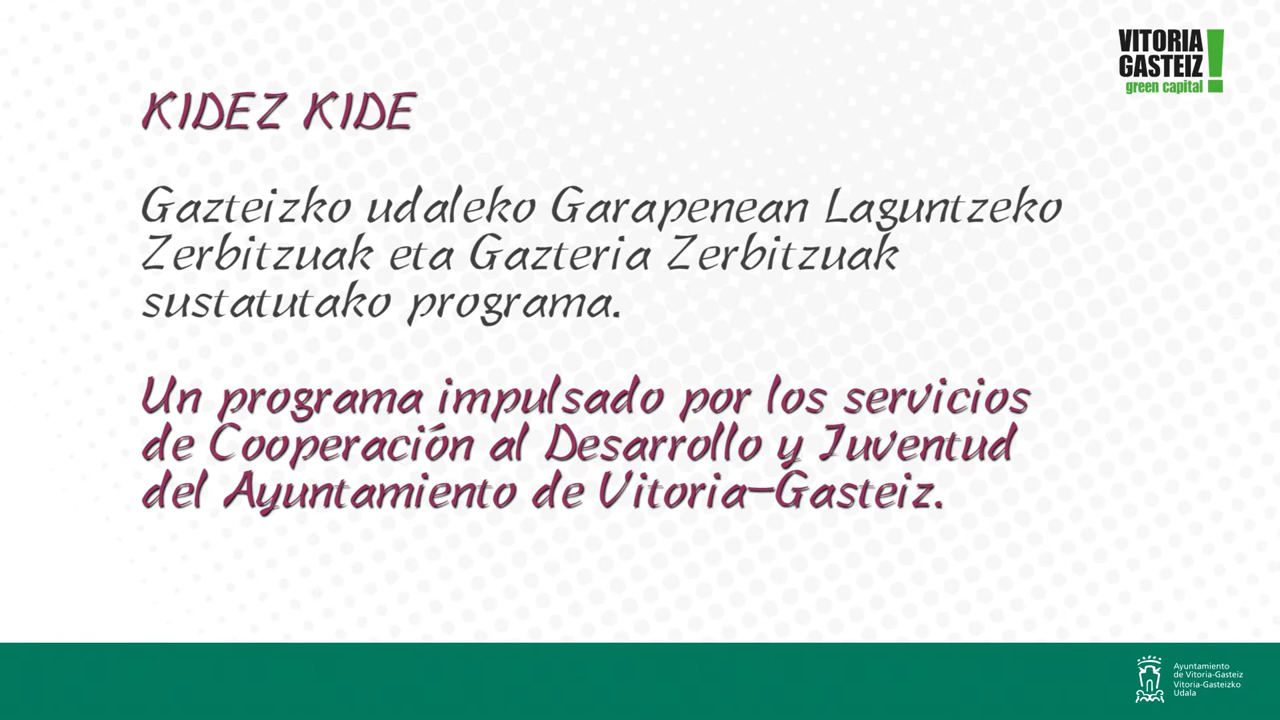 VITORIA
GASTEIZ!
green capital
KIDEZ KIDE
Gazteizko udaleko Garapenean Laguntzeko
Zerbitzuak eta Gazteria Zerbitzuak
sustatutako programa.
Un programa impulsado por los servicios
de Cooperación al Desarrollo y Juventud
del Ayuntamiento de Vitoria-Gasteiz.
Ayuntamiento
de Vitoria-Gasteiz
Vitoria-Gasteizko
Udala